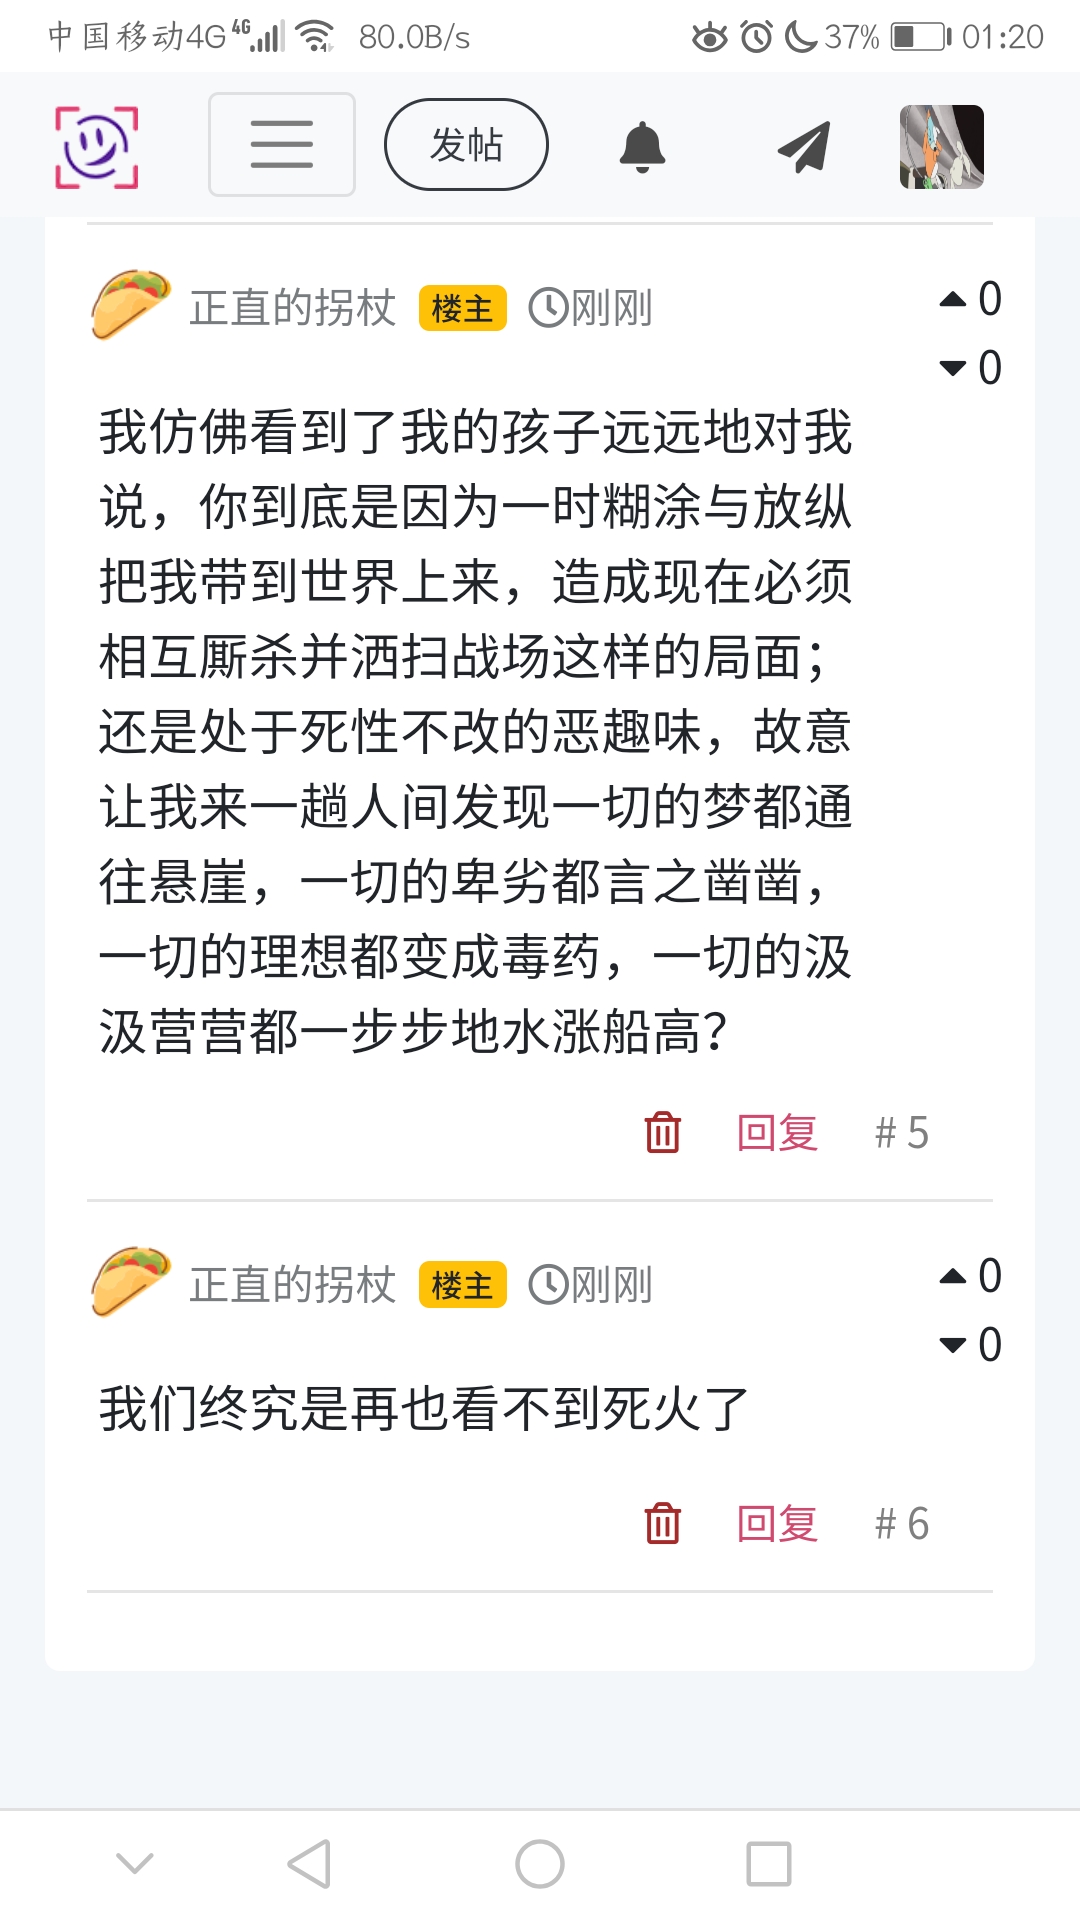 中国移动4G 4G 80.0B/s 37% 01:20
发帖
正直的拐杖 楼主 刚刚 0
0
我仿佛看到了我的孩子远远地对我
说，你到底是因为一时糊涂与放纵
把我带到世界上来，造成现在必须
相互厮杀并洒扫战场这样的局面；
还是处于死性不改的恶趣味，故意
让我来一趟人间发现一切的梦都通
往悬崖，一切的卑劣都言之凿凿，
一切的理想都变成毒药，一切的汲
汲营营都一步步地水涨船高？
回复 # 5
正直的拐杖 楼主 刚刚 0
0
我们终究是再也看不到死火了
回复 # 6